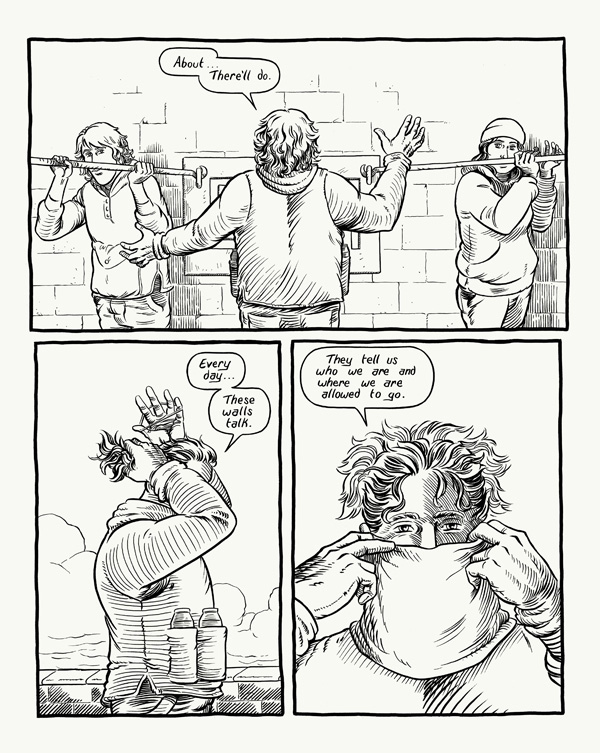 About...
There'll do.
Every
day...
These
walls
talk.
They tell us
who we are and
where we are
allowed to go.